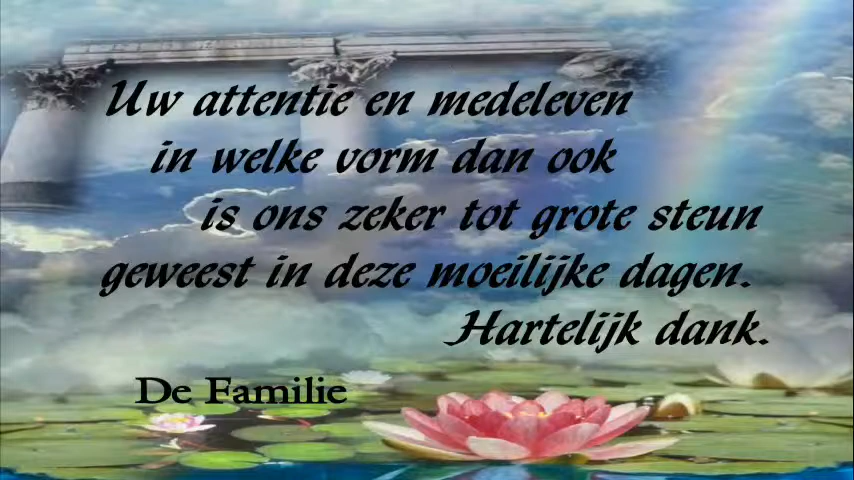 Uw attentie en medeleven
in welke vorm dan ook
is ons zeker tot grote steun
geweest in deze moeilijke dagen.
Hartelijk dank.
De Familie